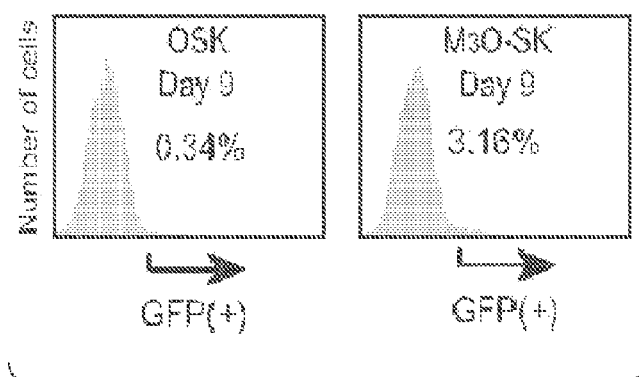 Number of cells
OSK
Day 9
0.34%
GFP(+)
M3O-SK
Day 9
3.16%
GFP(+)